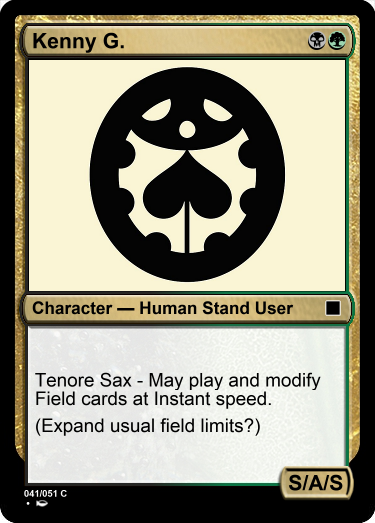 Kenny G.
Character — Human Stand User
Tenore Sax - May play and modify
Field cards at Instant speed.
(Expand usual field limits?)
S/A/S
041/051 C